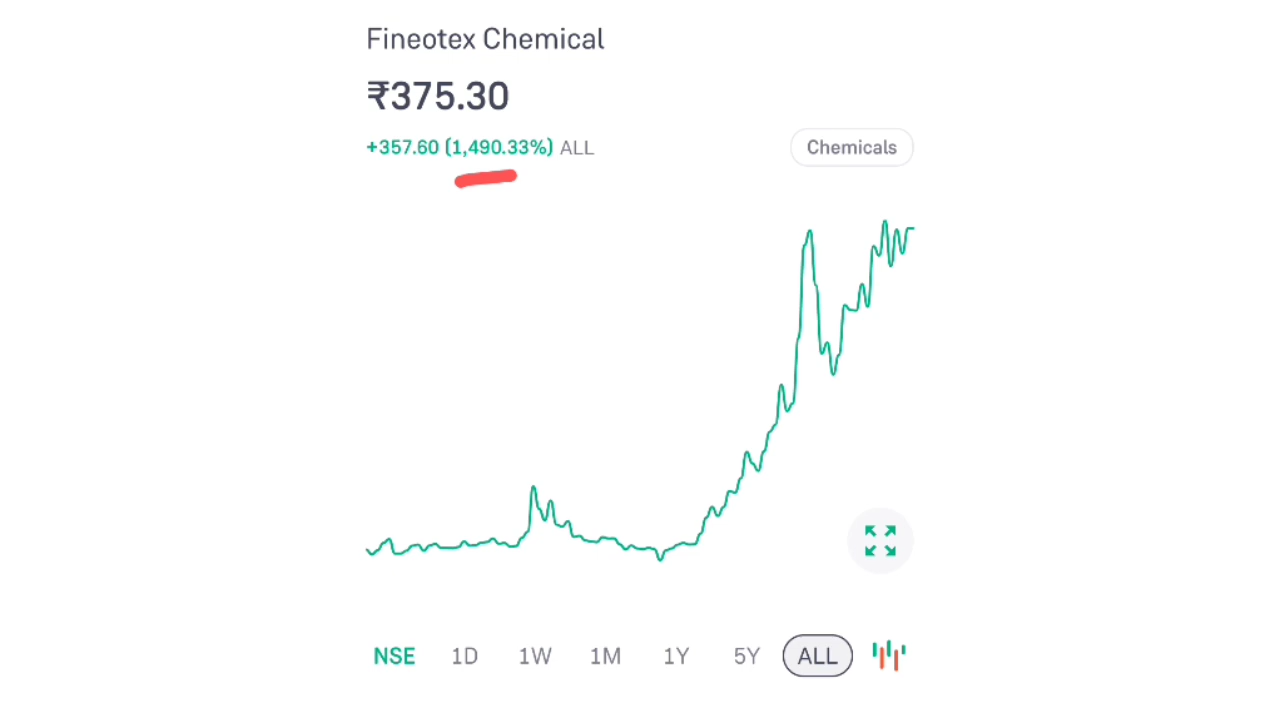 Fineotex Chemical
₹375.30
+357.60 (1,490.33%) ALL
Chemicals
NSE 1D 1W 1M 1Y 5Y ALL